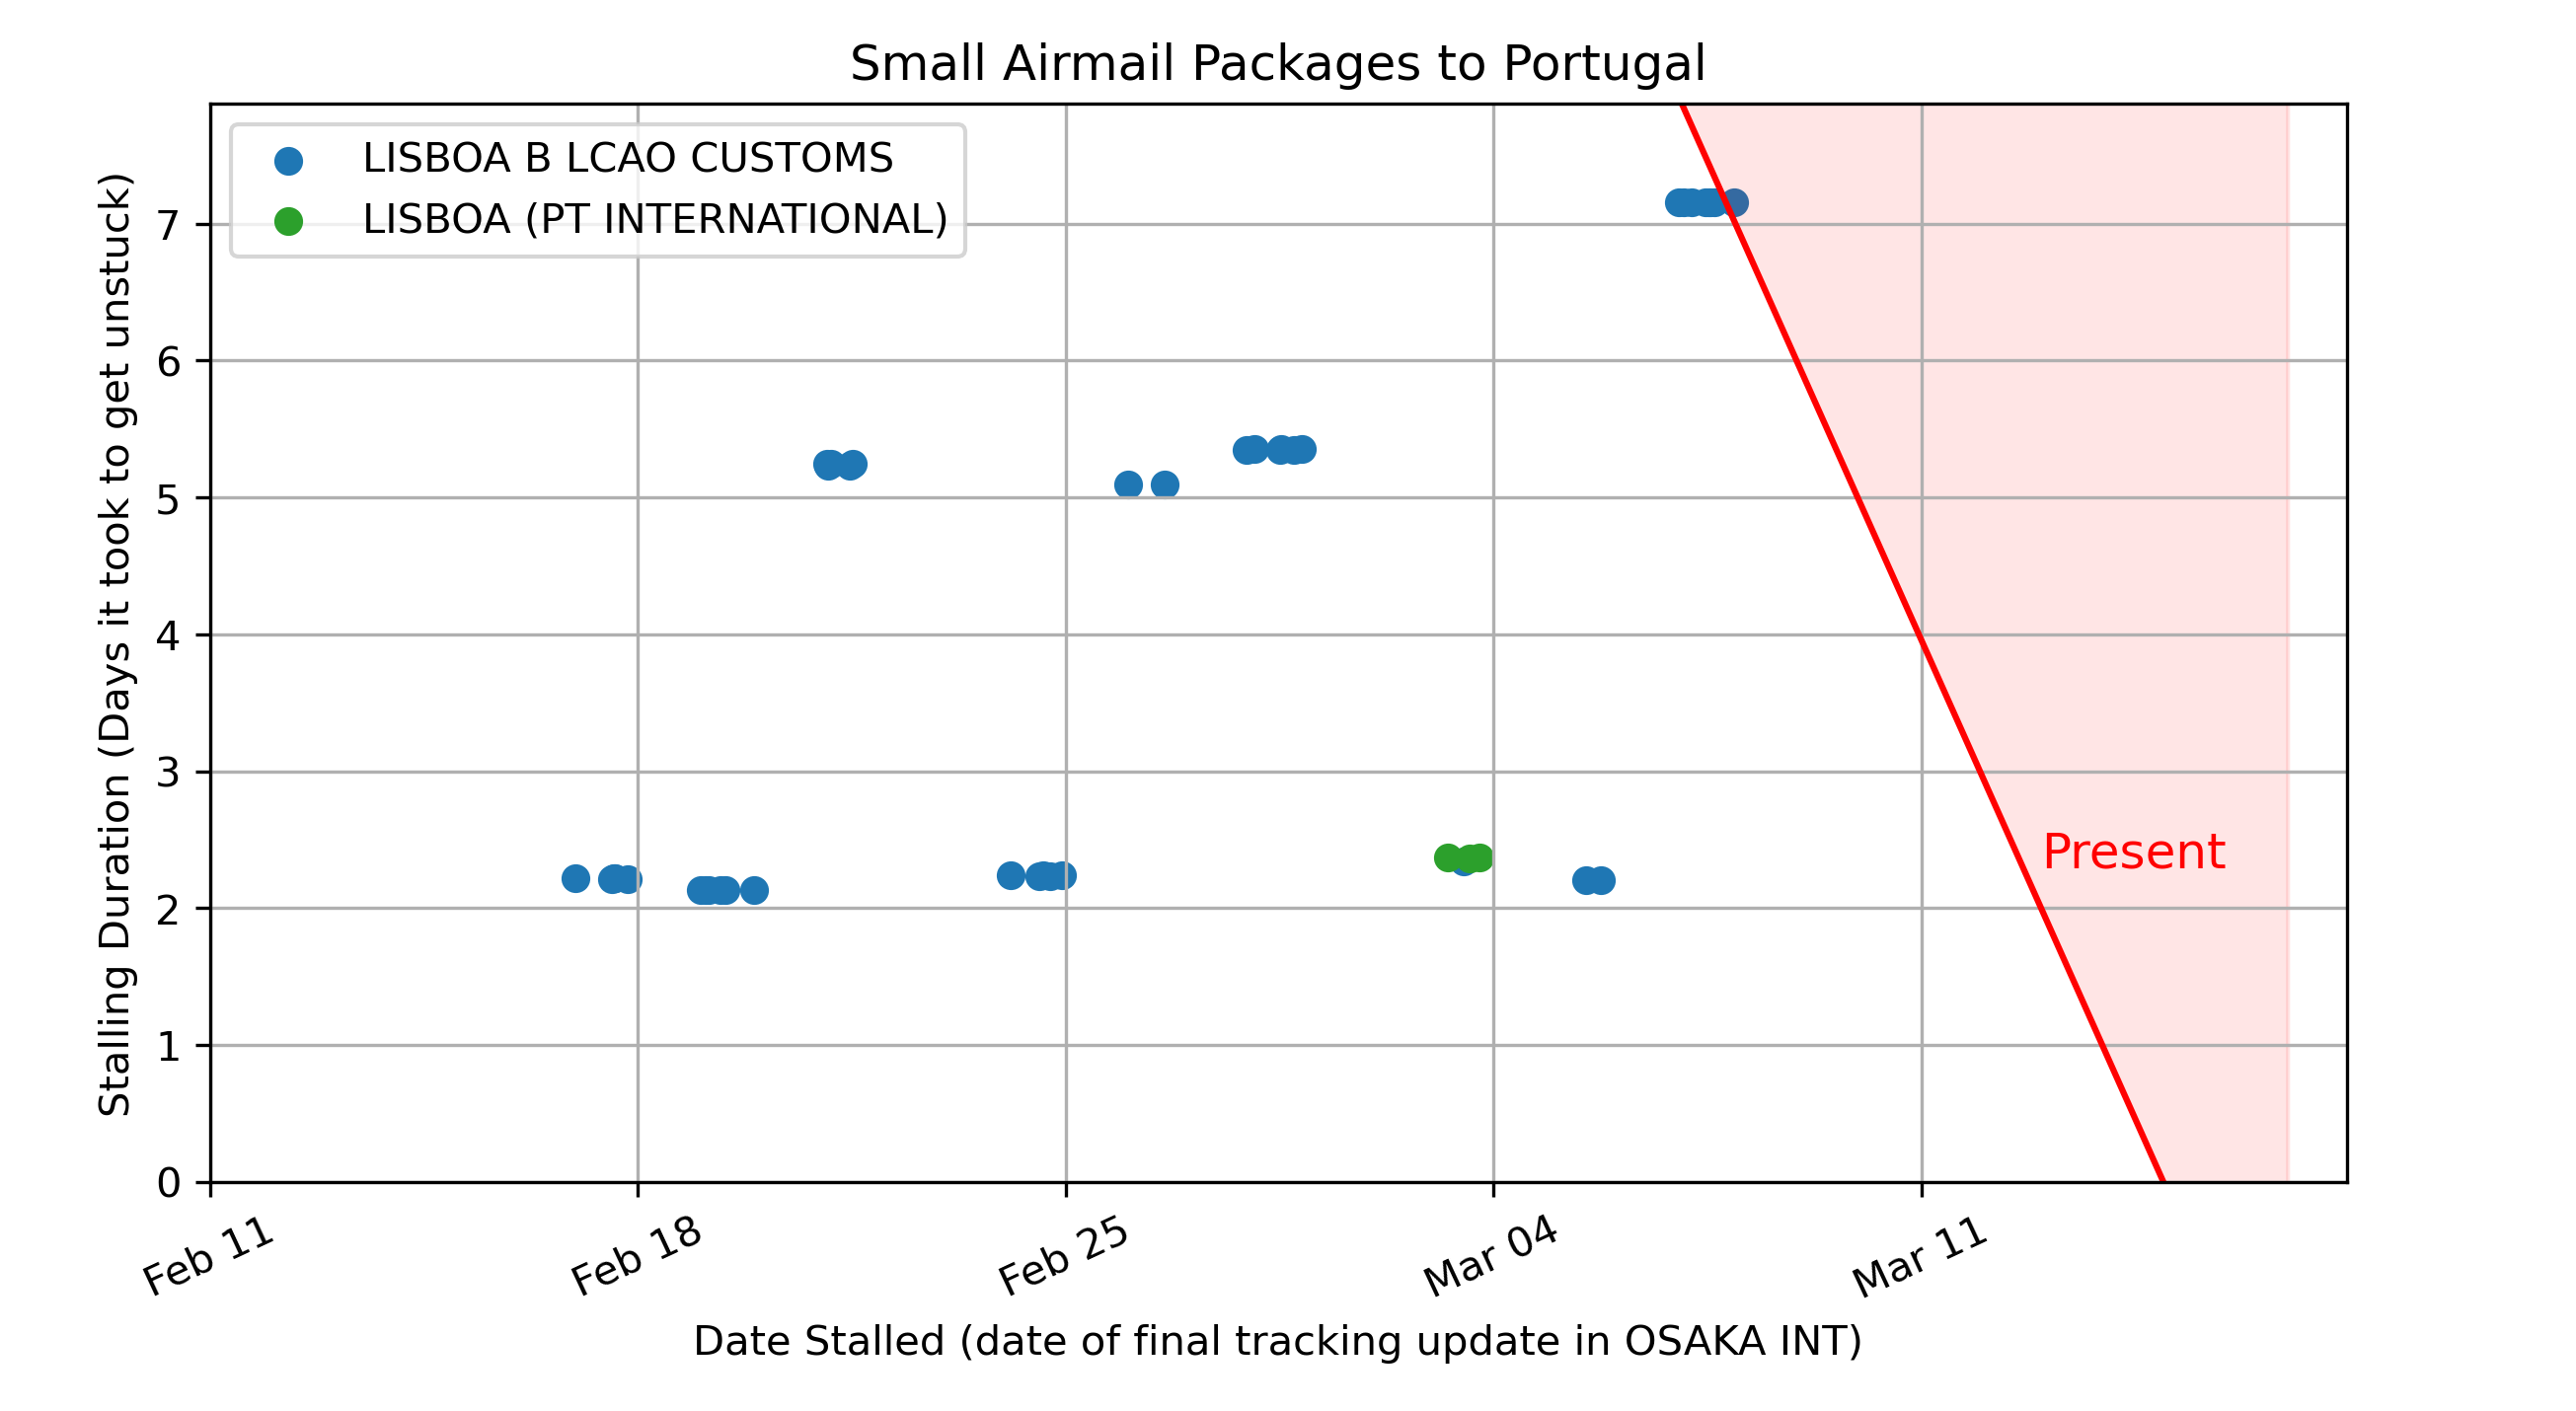 Small Airmail Packages to Portugal
LISBOA B LCAO CUSTOMS
LISBOA (PT INTERNATIONAL)
Stalling Duration (Days it took to get unstuck)
7
6
5
4
3
2
1
0
Present
Feb 11
Feb 18
Feb 25
Mar 04
Mar 11
Date Stalled (date of final tracking update in OSAKA INT)